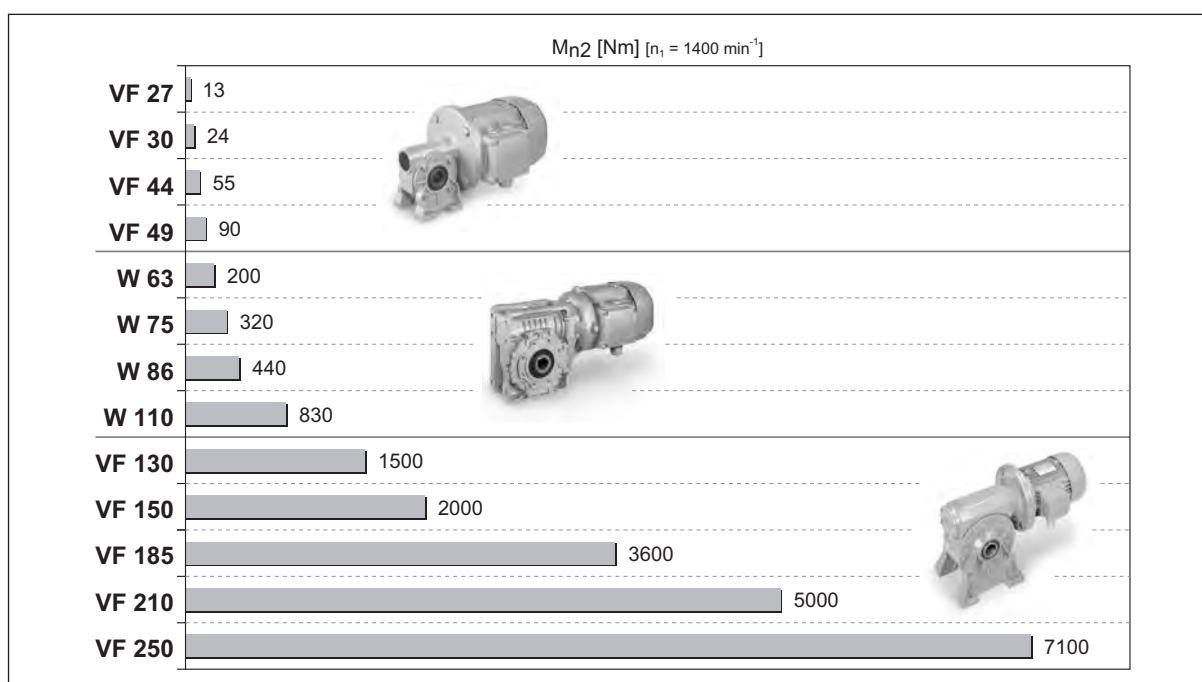 Mn2 [Nm] [n1 = 1400 min-1]
VF 27 13
VF 30 24
VF 44 55
VF 49 90
W 63 200
W 75 320
W 86 440
W 110 830
VF 130 1500
VF 150 2000
VF 185 3600
VF 210 5000
VF 250 7100